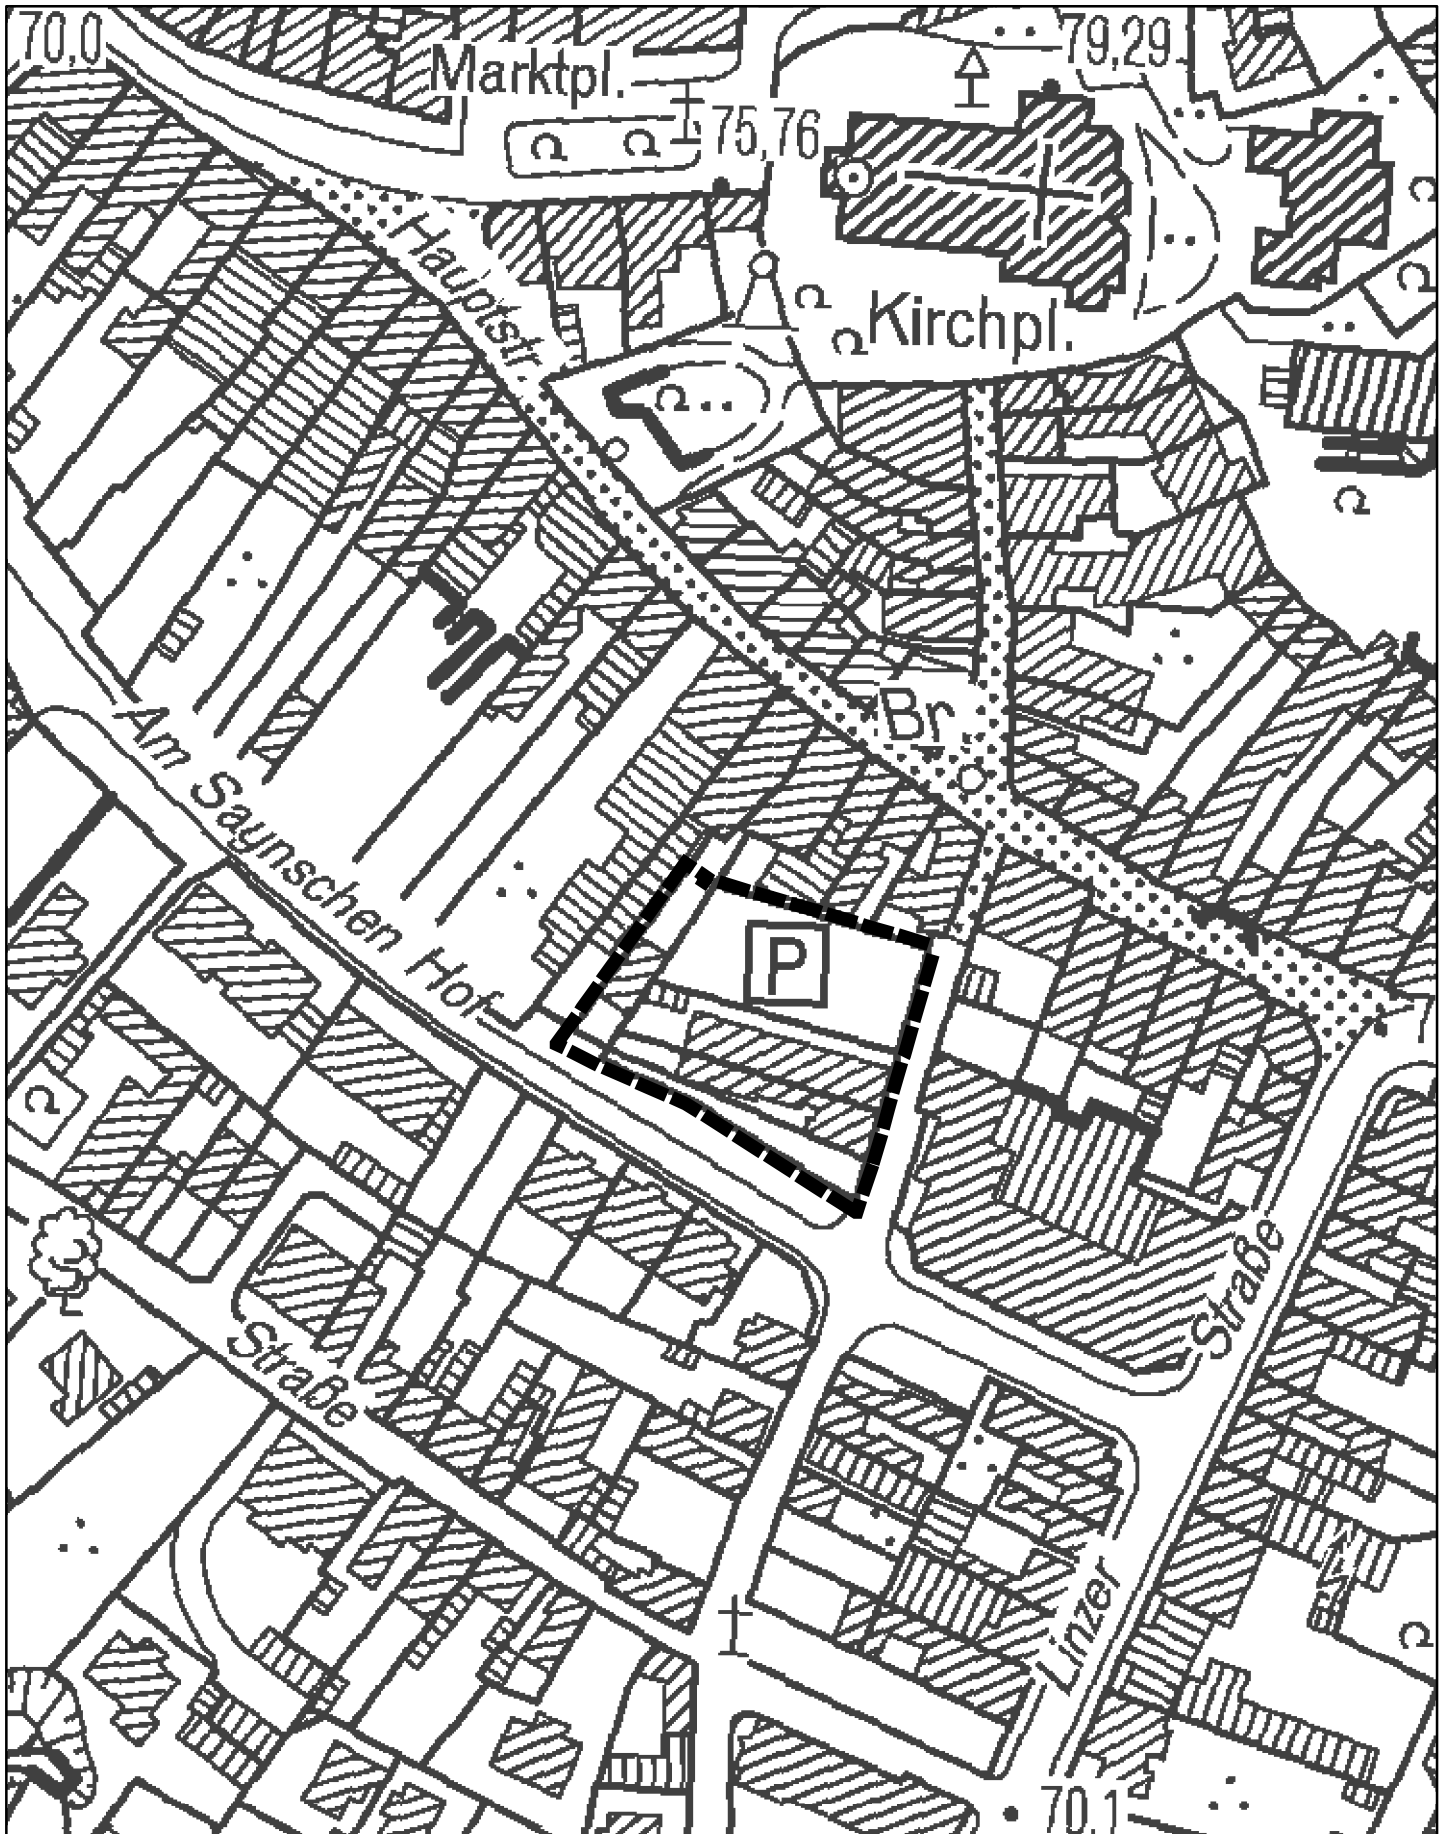 70,0
79,29
Marktpl.
75,76
Hauptstr.
Kirchpl.
Br.
Am Saynschen Hof
P
Straße
Straße
Linzer
70,1